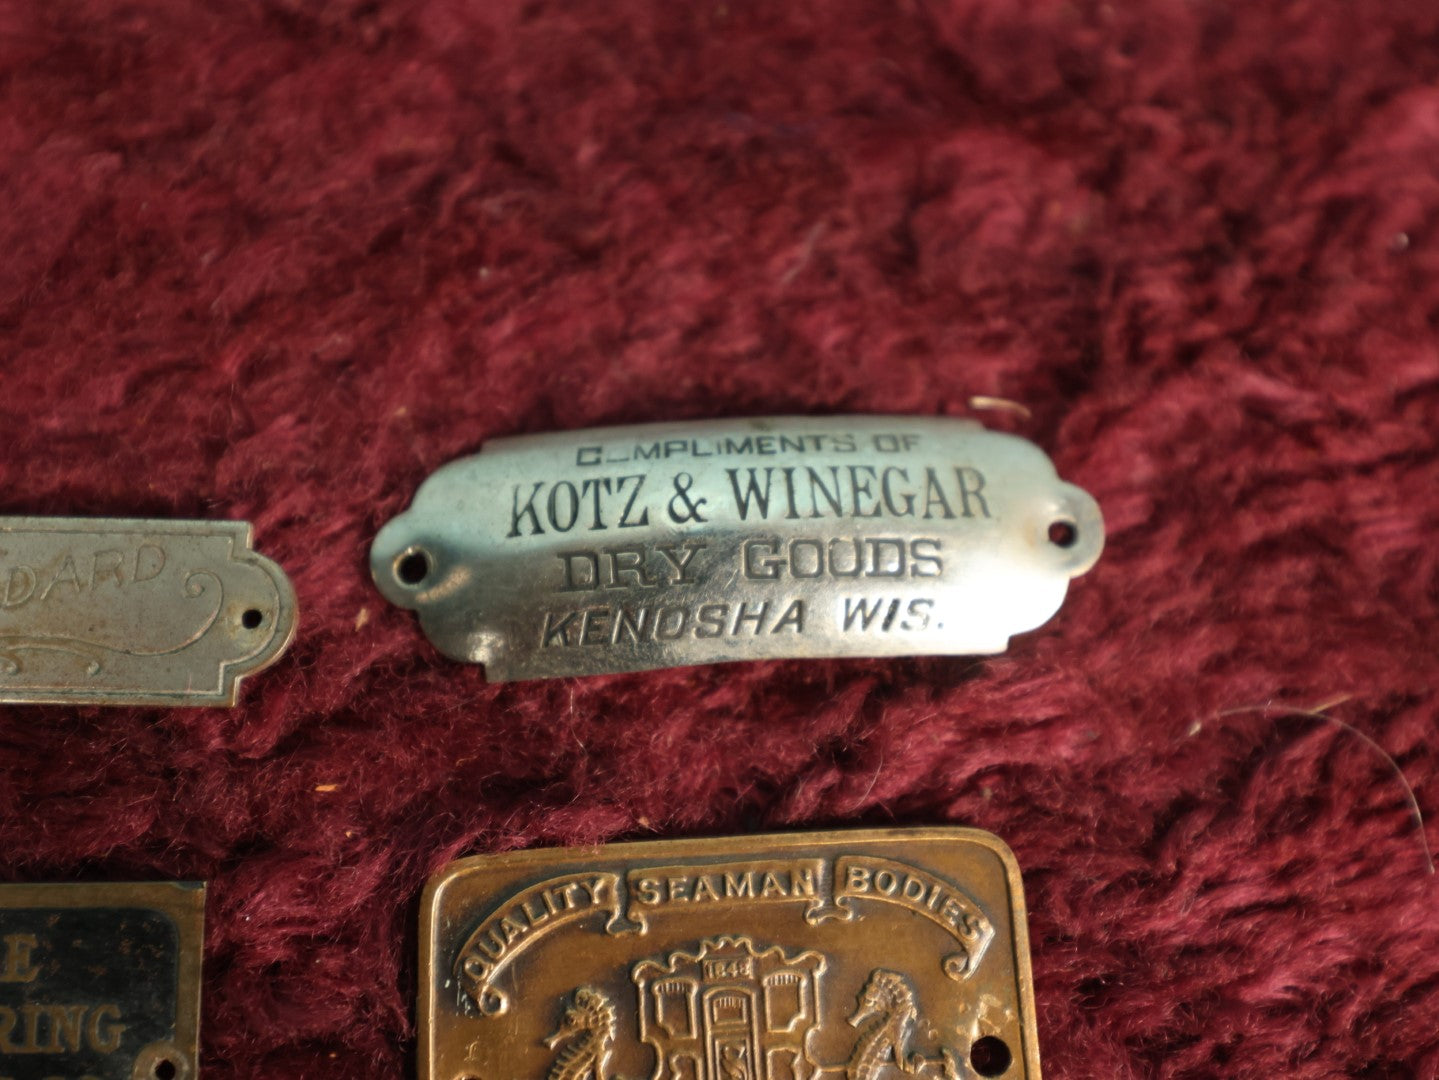 COMPLIMENTS OF
KOTZ & WINEGAR
DRY GOODS
KENOSHA WIS.
DARD
E
RING
QUALITY SEAMAN BODIES
1846
S